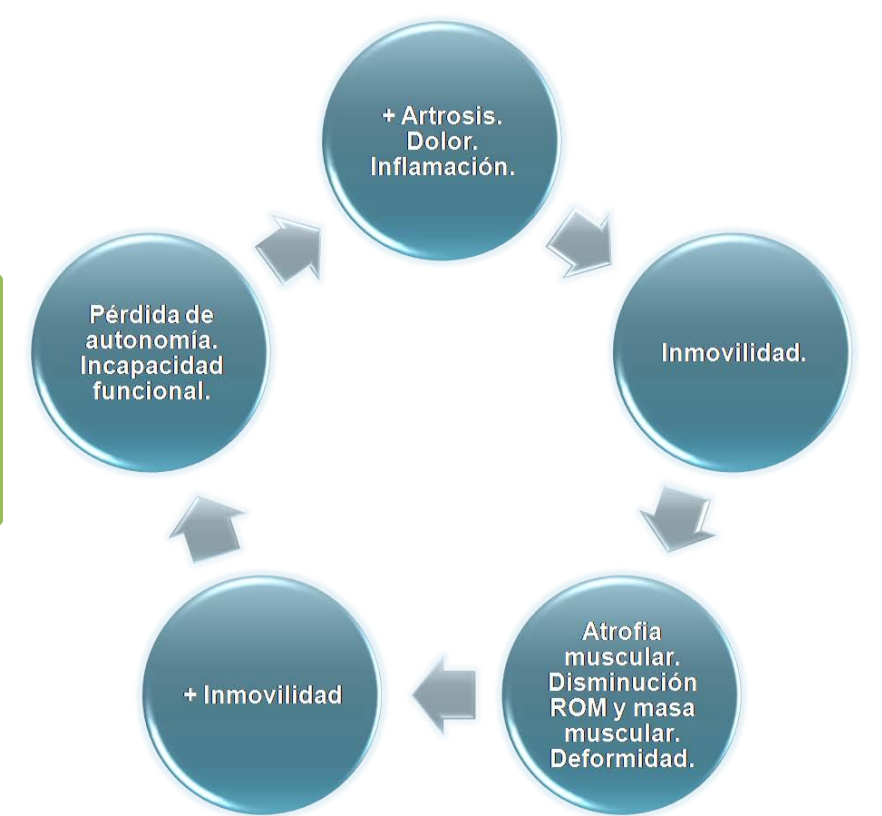 + Artrosis.
Dolor.
Inflamación.
Inmovilidad.
Atrofia
muscular.
Disminución
ROM y masa
muscular.
Deformidad.
+ Inmovilidad
Pérdida de
autonomía.
Incapacidad
funcional.